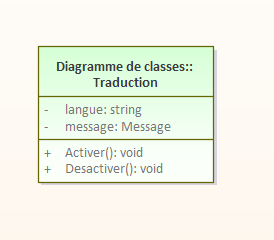 Diagramme de classes::
Traduction
- langue: string
- message: Message
+ Activer(): void
+ Desactiver(): void